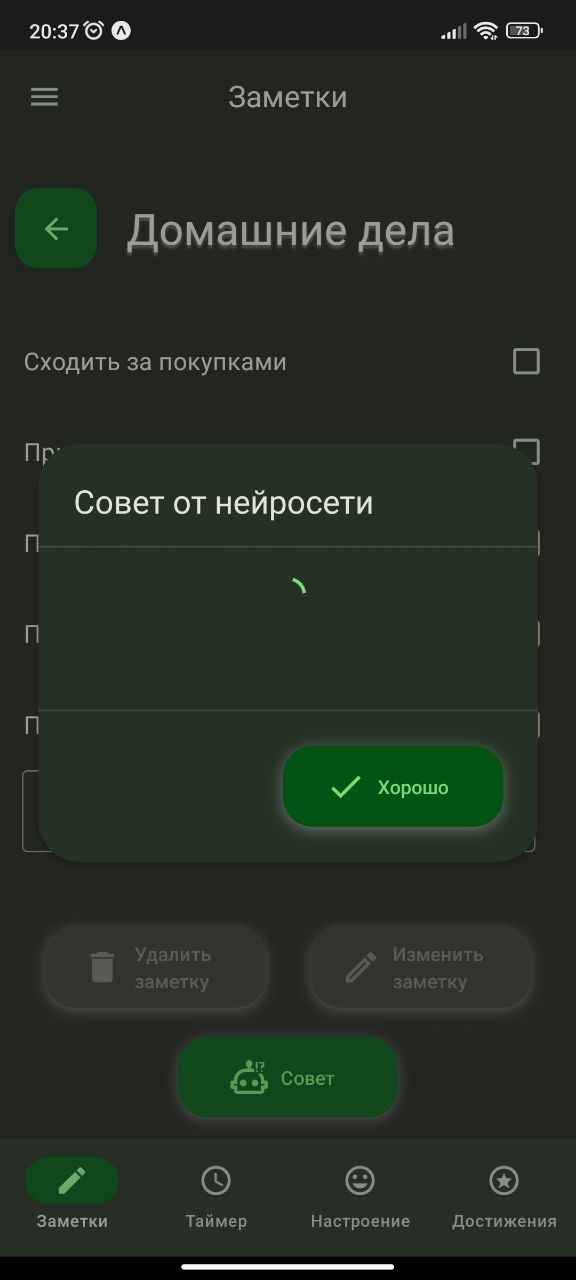 20:37
73
Заметки
Домашние дела
Сходить за покупками
Совет от нейросети
Хорошо
Удалить
заметку
Изменить
заметку
!?
Совет
Заметки
Таймер
Настроение
Достижения